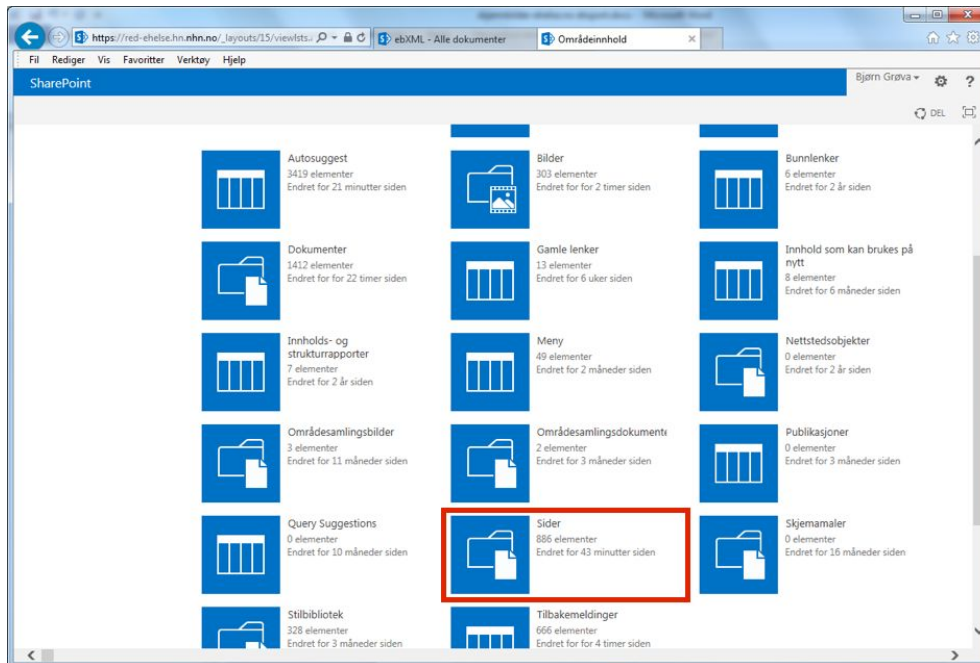 https://red-ehelse.hn.nhn.no/_layouts/15/viewlsts.
ebXML - Alle dokumenter
Områdeinnhold
Fil Rediger Vis Favoritter Verktøy Hjelp
SharePoint
Bjørn Grøva
DEL
Autosuggest
3419 elementer
Endret for 21 minutter siden
Bilder
303 elementer
Endret for for 2 timer siden
Bunnlenker
6 elementer
Endret for 2 år siden
Dokumenter
1412 elementer
Endret for for 22 timer siden
Gamle lenker
13 elementer
Endret for 6 uker siden
Innhold som kan brukes på
nytt
8 elementer
Endret for 6 måneder siden
Innholds- og
strukturrapporter
7 elementer
Endret for 2 år siden
Meny
49 elementer
Endret for 2 måneder siden
Nettstedsobjekter
0 elementer
Endret for 2 år siden
Områdesamlingsbilder
3 elementer
Endret for 11 måneder siden
Områdesamlingsdokumente
2 elementer
Endret for 3 måneder siden
Publikasjoner
0 elementer
Endret for 3 måneder siden
Query Suggestions
0 elementer
Endret for 10 måneder siden
Sider
886 elementer
Endret for 43 minutter siden
Skjemamaler
0 elementer
Endret for 16 måneder siden
Stilbibliotek
328 elementer
Endret for 3 måneder siden
Tilbakemeldinger
666 elementer
Endret for for 4 timer siden